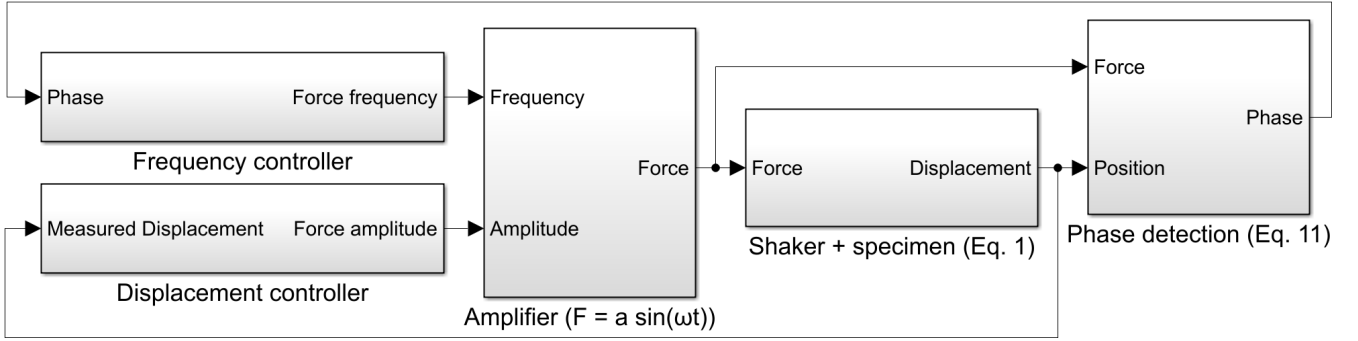 Phase
Force frequency
Frequency controller
Measured Displacement
Force amplitude
Displacement controller
Frequency
Force
Amplitude
Amplifier (F = a sin(ωt))
Force
Displacement
Shaker + specimen (Eq. 1)
Force
Phase
Position
Phase detection (Eq. 11)